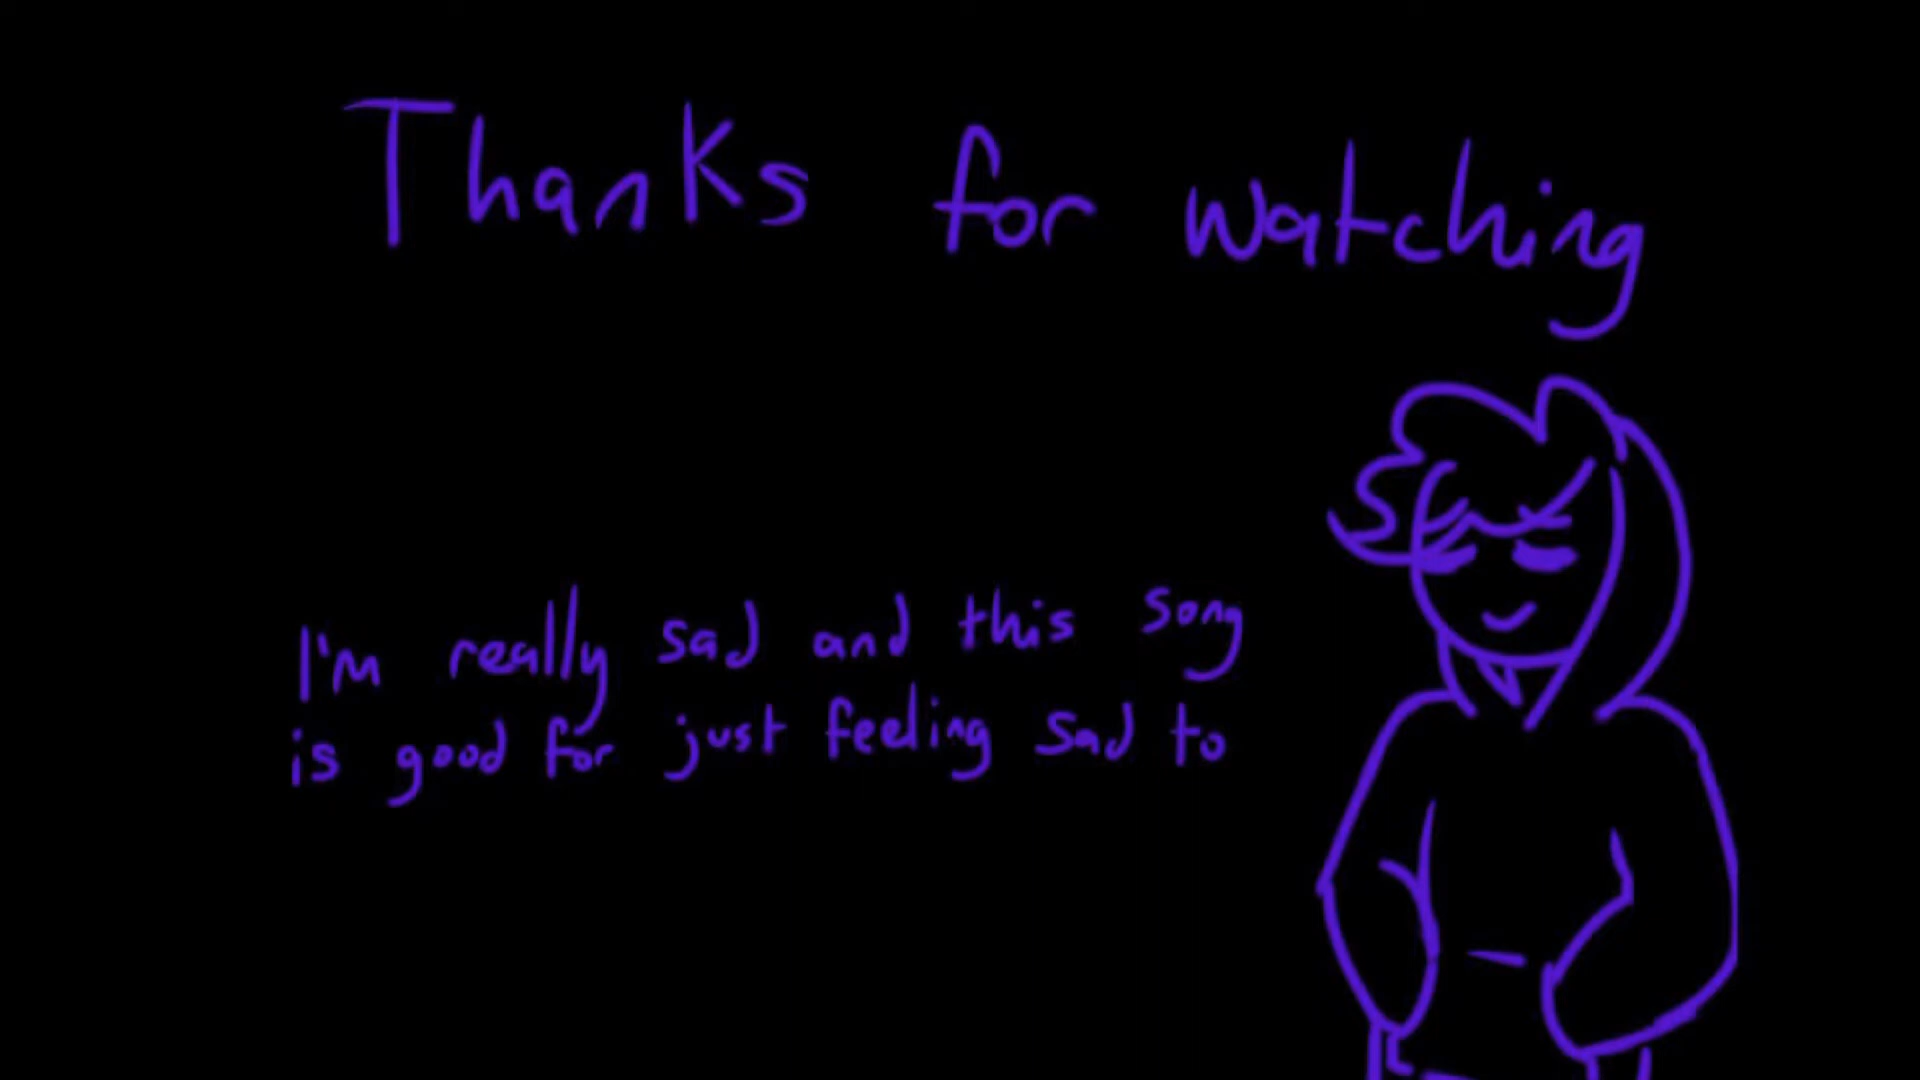 Thanks for watching
I'm really sad and this song
is good for just feeling sad to